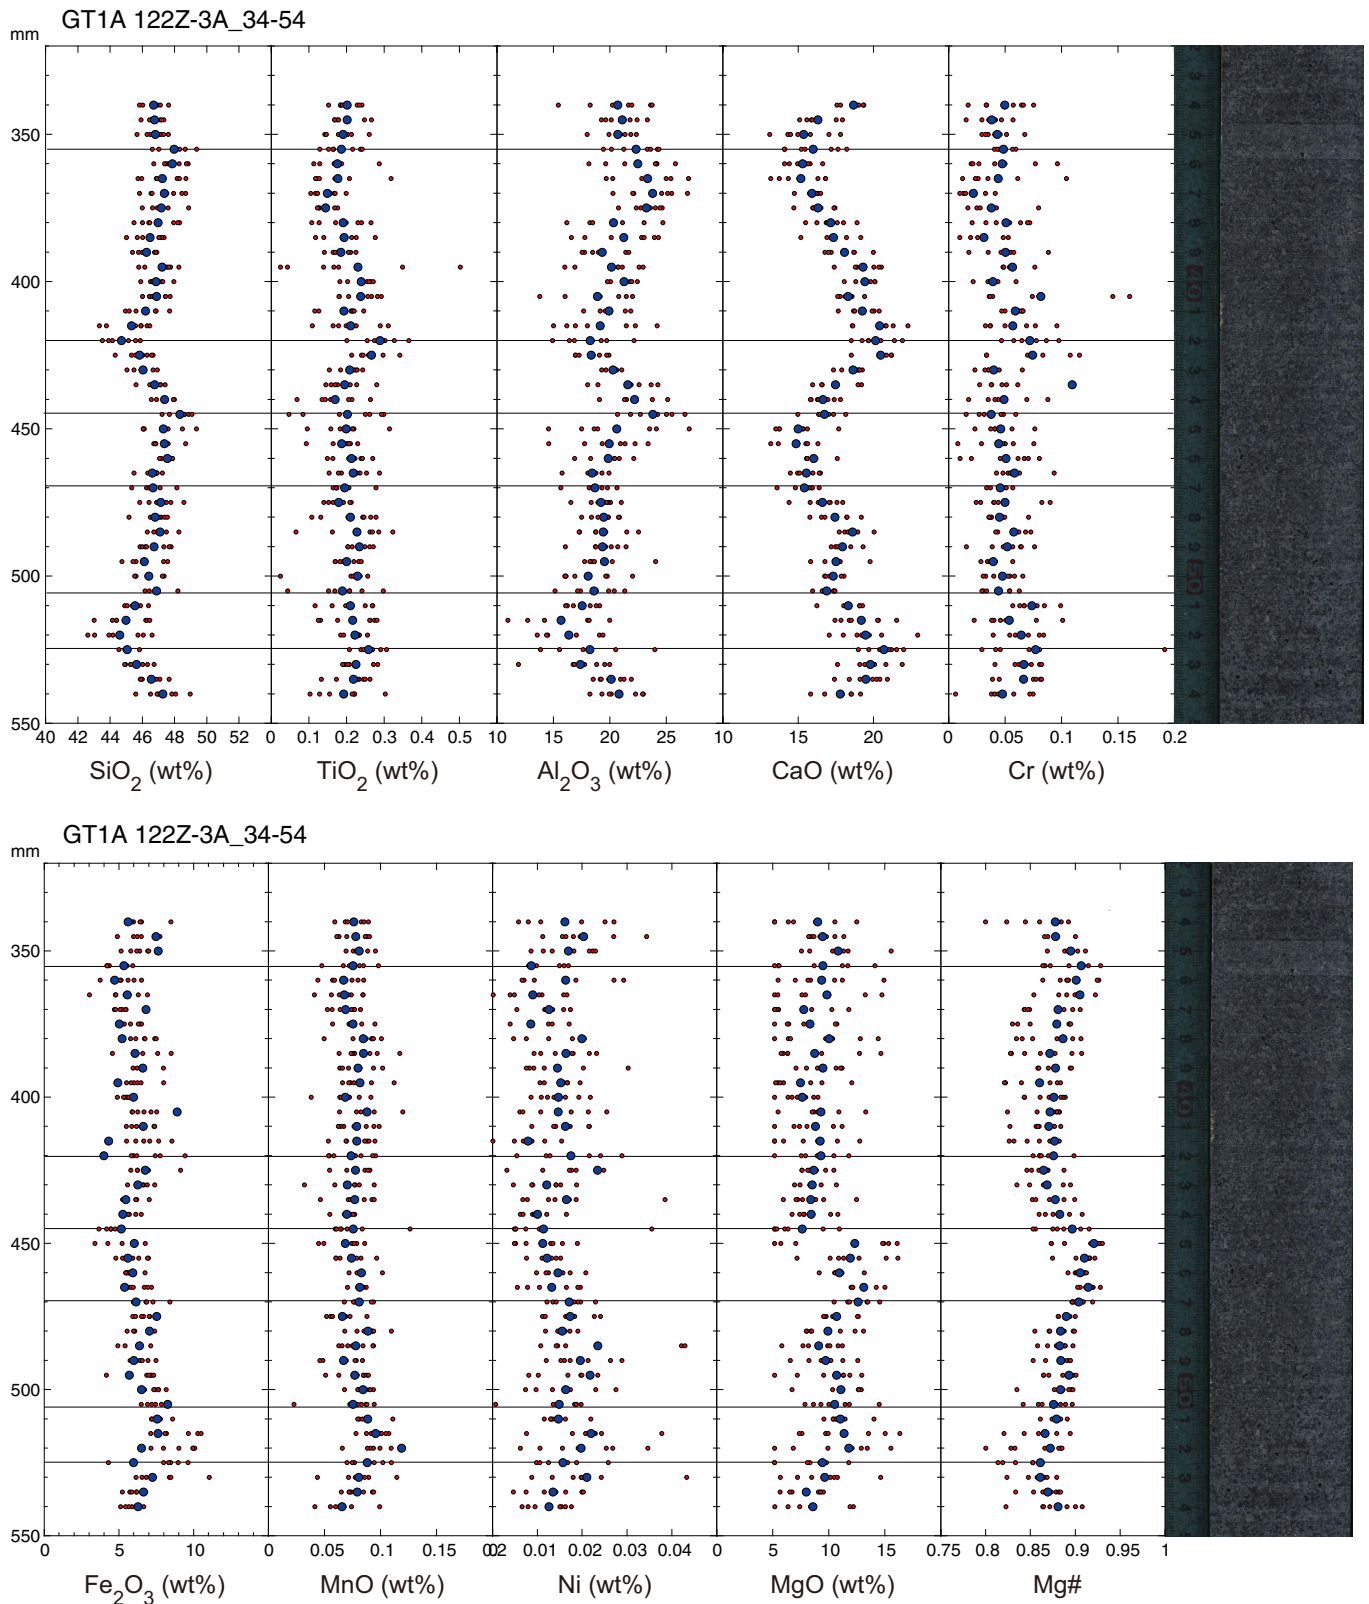 GT1A 122Z-3A_34-54
mm
350
400
450
500
550
40 42 44 46 48 50 52 0 0.1 0.2 0.3 0.4 0.5 10 15 20 25 10 15 20 0 0.05 0.1 0.15 0.2
SiO2 (wt%) TiO2 (wt%) Al2O3 (wt%) CaO (wt%) Cr (wt%)
GT1A 122Z-3A_34-54
mm
350
400
450
500
550
0 5 10 0 0.05 0.1 0.15 0.2 0.01 0.02 0.03 0.04 0 5 10 15 0.75 0.8 0.85 0.9 0.95 1
Fe2O3 (wt%) MnO (wt%) Ni (wt%) MgO (wt%) Mg#